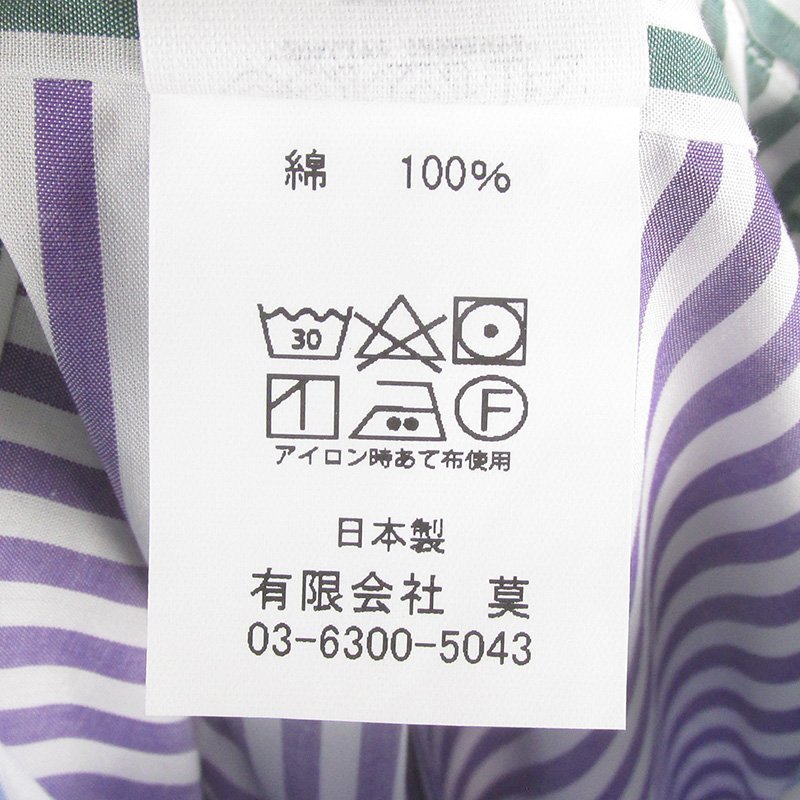 綿 100%
30
F
アイロン時あて布使用
日本製
有限会社 莫
03-6300-5043